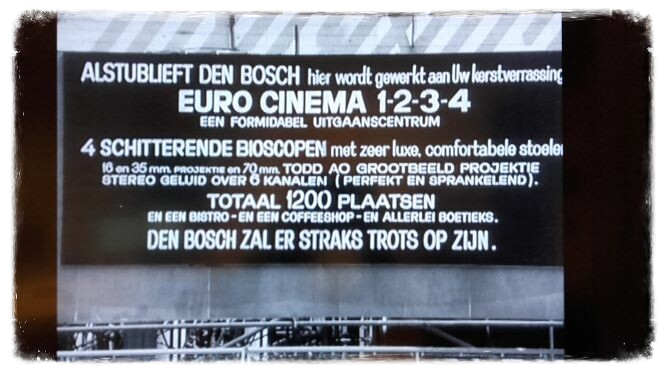 ALSTUBLIEFT DEN BOSCH hier wordt gewerkt aan Uw kerstverrassing
EURO CINEMA 1-2-3-4
EEN FORMIDABEL UITGAANSCENTRUM
4 SCHITTERENDE BIOSCOPEN met zeer luxe, comfortabele stoelen
16 en 35 mm. PROJEKTIE en 70 mm. TODD AO GROOTBEELD PROJEKTIE
STEREO GELUID OVER 6 KANALEN ( PERFEKT EN SPRANKELEND ).
TOTAAL 1200 PLAATSEN
EN EEN BISTRO - EN EEN COFFEESHOP - EN ALLERLEI BOETIEKS.
DEN BOSCH ZAL ER STRAKS TROTS OP ZIJN.